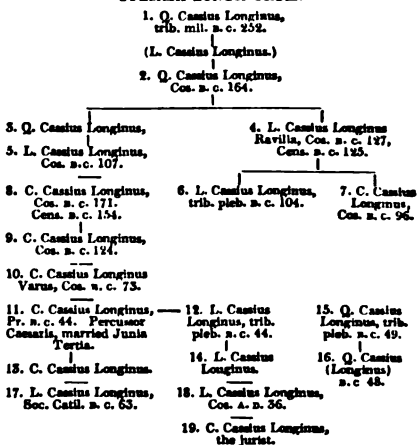 1. Q. Cassius Longinus,
trib. mil. B. C. 252.
(L. Cassius Longinus.)
2. Q. Cassius Longinus,
Cos. B. C. 164.
3. Q. Cassius Longinus,
4. L. Cassius Longinus
Ravilla, Cos. B. C. 127,
Cens. B. C. 125.
5. L. Cassius Longinus,
Cos. B. C. 107.
6. L. Cassius Longinus,
trib. pleb. B. C. 104.
7. C. Cassius
Longinus,
Cos. B. C. 96.
8. C. Cassius Longinus,
Cos. B. C. 171.
Cens. B. C. 154.
9. C. Cassius Longinus,
Cos. B. C. 124.
10. C. Cassius Longinus
Varus, Cos. B. C. 73.
11. C. Cassius Longinus,
Pr. B. C. 44. Percussor
Caesaris, married Junia
Tertia.
12. L. Cassius
Longinus, trib.
pleb. B. C. 44.
15. Q. Cassius
Longinus, trib.
pleb. B. C. 49.
13. C. Cassius Longinus.
14. L. Cassius
Longinus.
16. Q. Cassius
(Longinus)
B. C. 48.
17. L. Cassius Longinus,
Soc. Catil. B. C. 63.
18. L. Cassius Longinus,
Cos. A. D. 36.
19. C. Cassius Longinus,
the jurist.